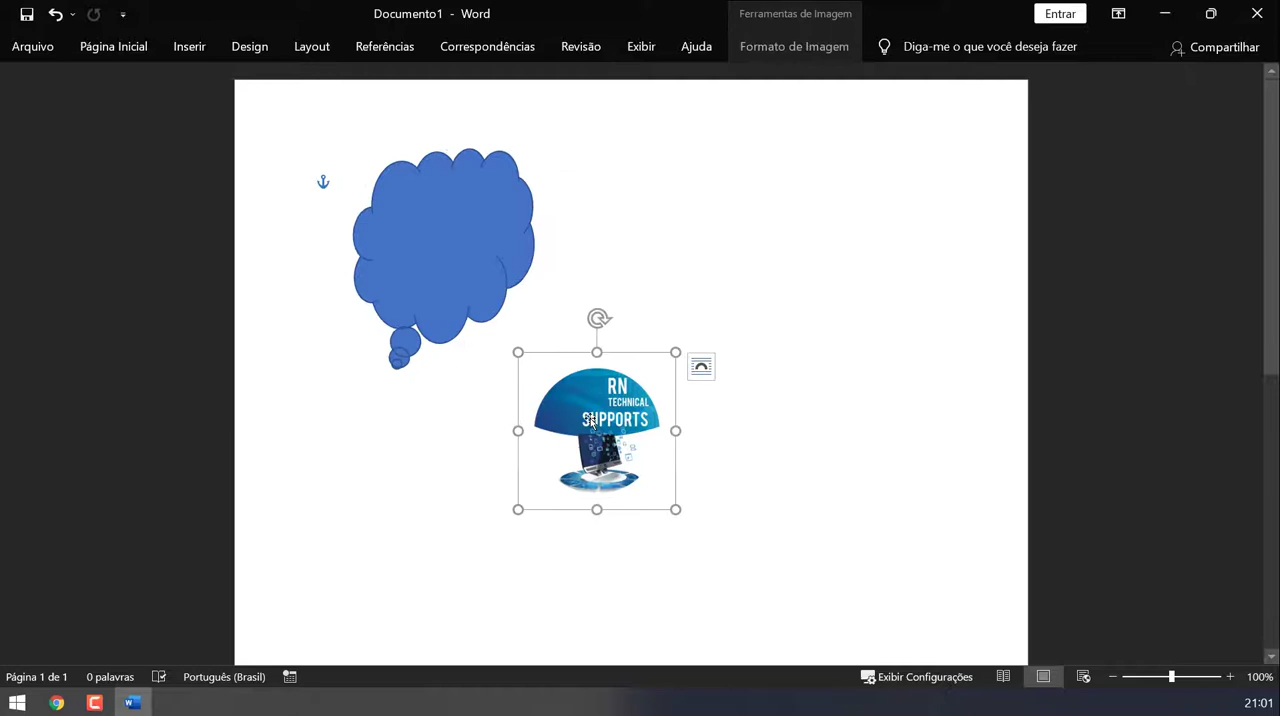 Documento1 - Word
Ferramentas de Imagem
Entrar
Arquivo
Página Inicial
Inserir
Design
Layout
Referências
Correspondências
Revisão
Exibir
Ajuda
Formato de Imagem
Diga-me o que você deseja fazer
Compartilhar
RN
TECHNICAL
SUPPORTS
Página 1 de 1
0 palavras
Português (Brasil)
Exibir Configurações
100%
21:01